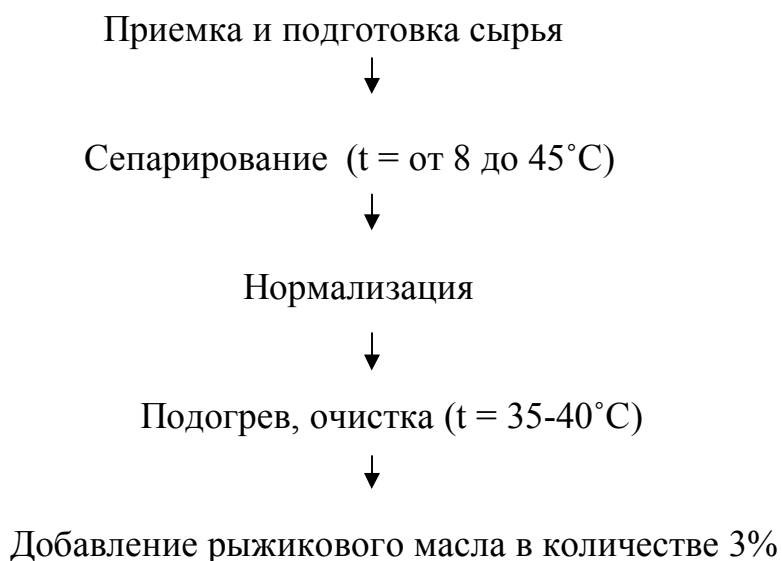 Приемка и подготовка сырья
Сепарирование (t = от 8 до 45˚С)
Нормализация
Подогрев, очистка (t = 35-40˚С)
Добавление рыжикового масла в количестве 3%